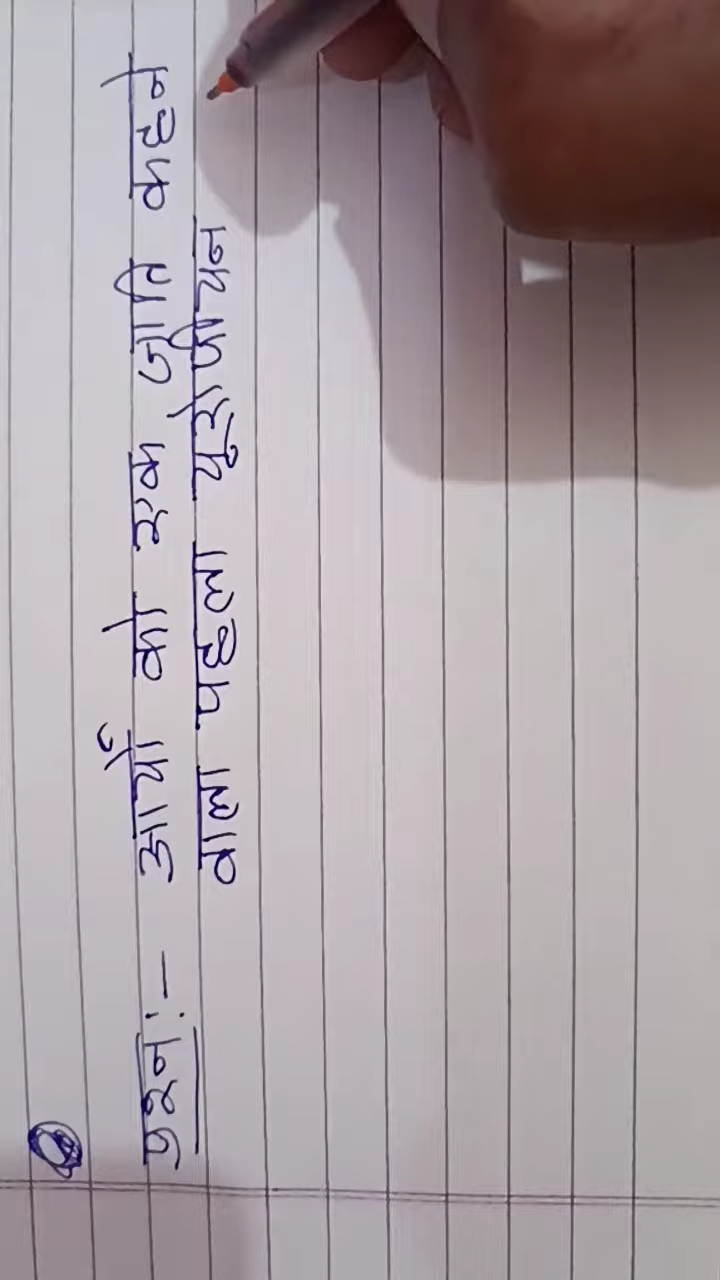 प्रश्न :- आर्यो को एक जाति कहने
वाला पहला यूरोपीयन